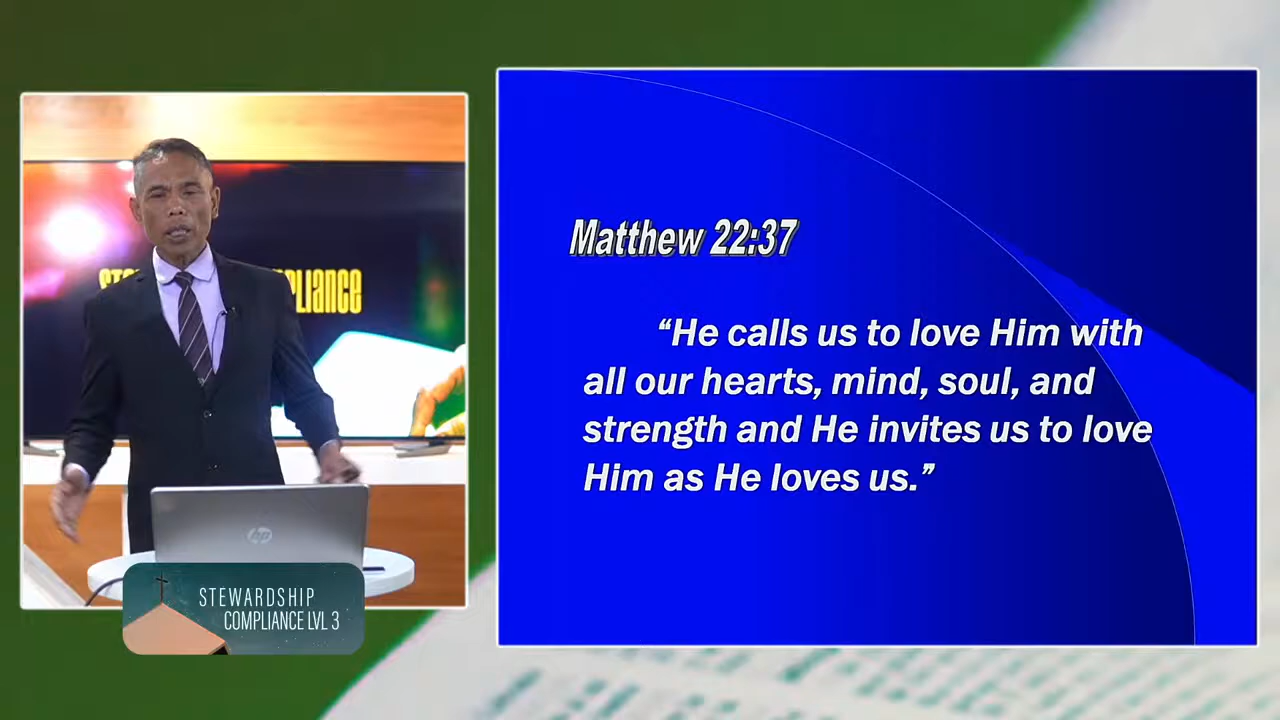 Matthew 22:37
“He calls us to love Him with
all our hearts, mind, soul, and
strength and He invites us to love
Him as He loves us.”
hp
STEWARDSHIP
COMPLIANCE LVL 3